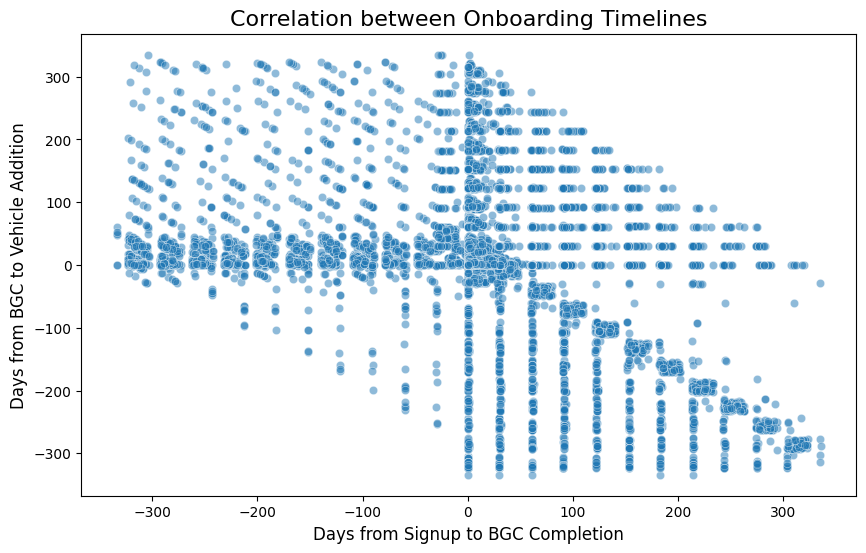 Correlation between Onboarding Timelines
300
200
100
0
−100
−200
−300
Days from BGC to Vehicle Addition
−300 −200 −100 0 100 200 300
Days from Signup to BGC Completion